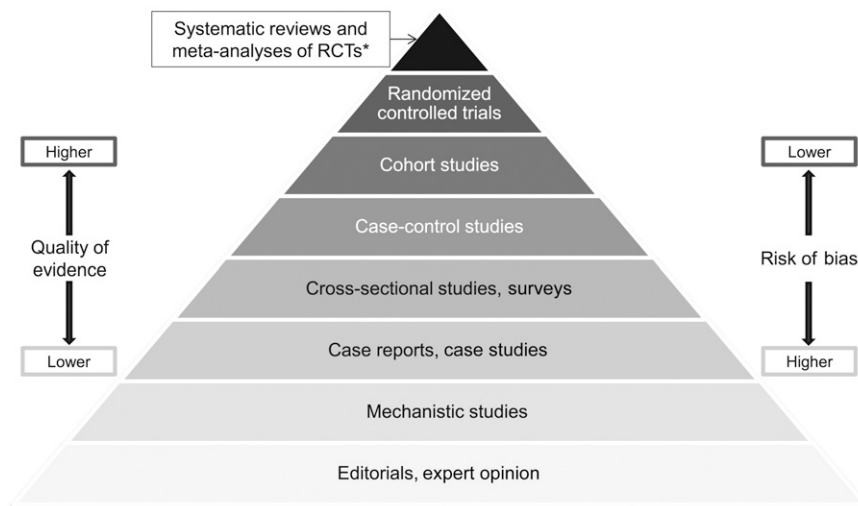 Systematic reviews and
meta-analyses of RCTs*
Randomized
controlled trials
Higher
Lower
Cohort studies
Case-control studies
Quality of
evidence
Risk of bias
Cross-sectional studies, surveys
Case reports, case studies
Lower
Higher
Mechanistic studies
Editorials, expert opinion